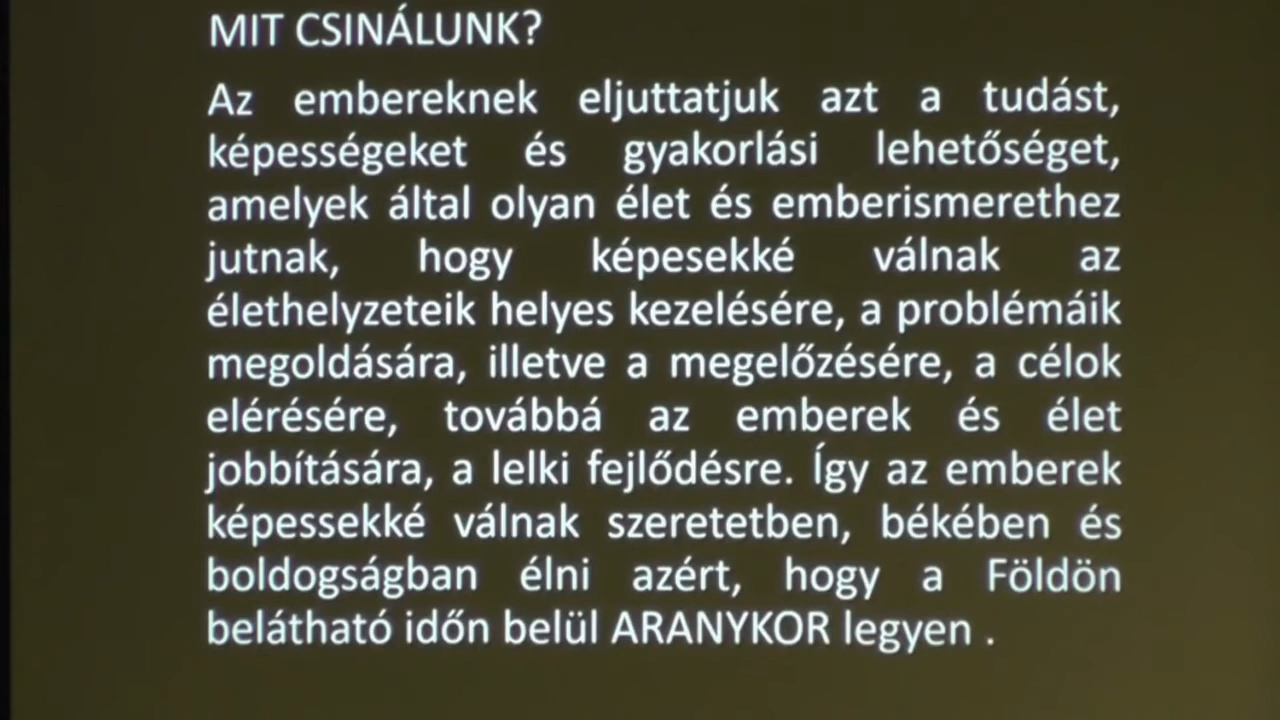 MIT CSINÁLUNK?
Az embereknek eljuttatjuk azt a tudást,
képességeket és gyakorlási lehetőséget,
amelyek által olyan élet és emberismerethez
jutnak, hogy képesekké válnak az
élethelyzeteik helyes kezelésére, a problémáik
megoldására, illetve a megelőzésére, a célok
elérésére, továbbá az emberek és élet
jobbítására, a lelki fejlődésre. Így az emberek
képessekké válnak szeretetben, békében és
boldogságban élni azért, hogy a Földön
belátható időn belül ARANYKOR legyen .